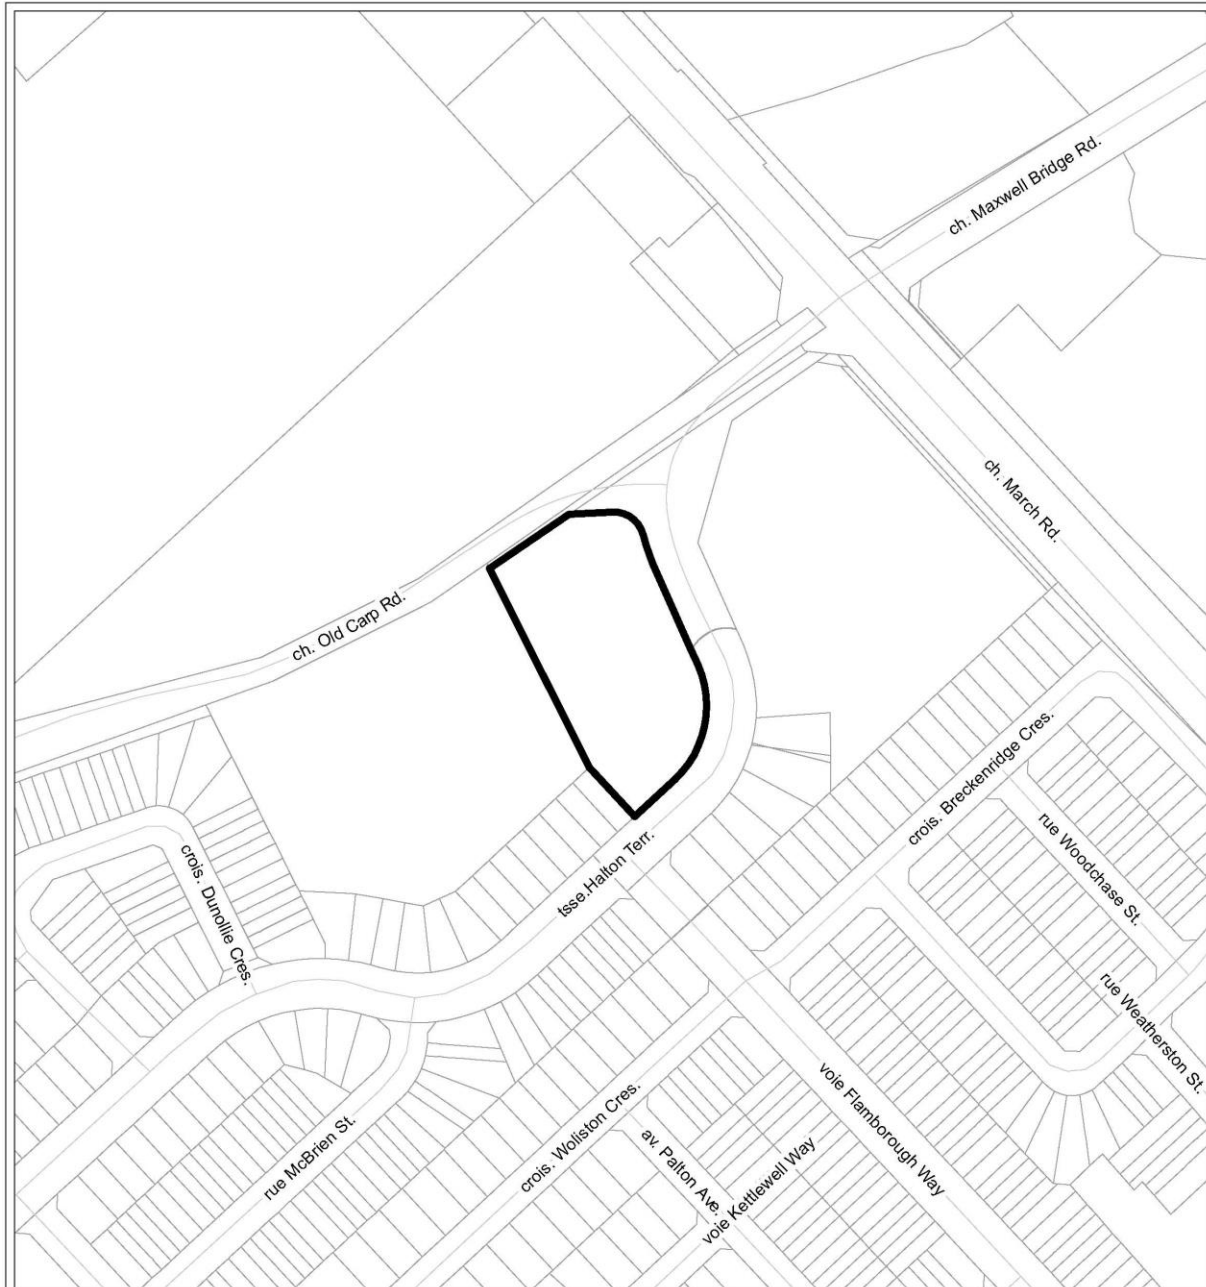 ch. Maxwell Bridge Rd.
ch. March Rd.
ch. Old Carp Rd.
crois. Breckenridge Cres.
rue Woodchase St.
tsse.Halton Terr.
crois. Dunollie Cres.
rue Weatherston St.
voie Flamborough Way
crois. Woliston Cres.
rue McBrien St.
av. Palton Ave.
voie Kettlewell Way